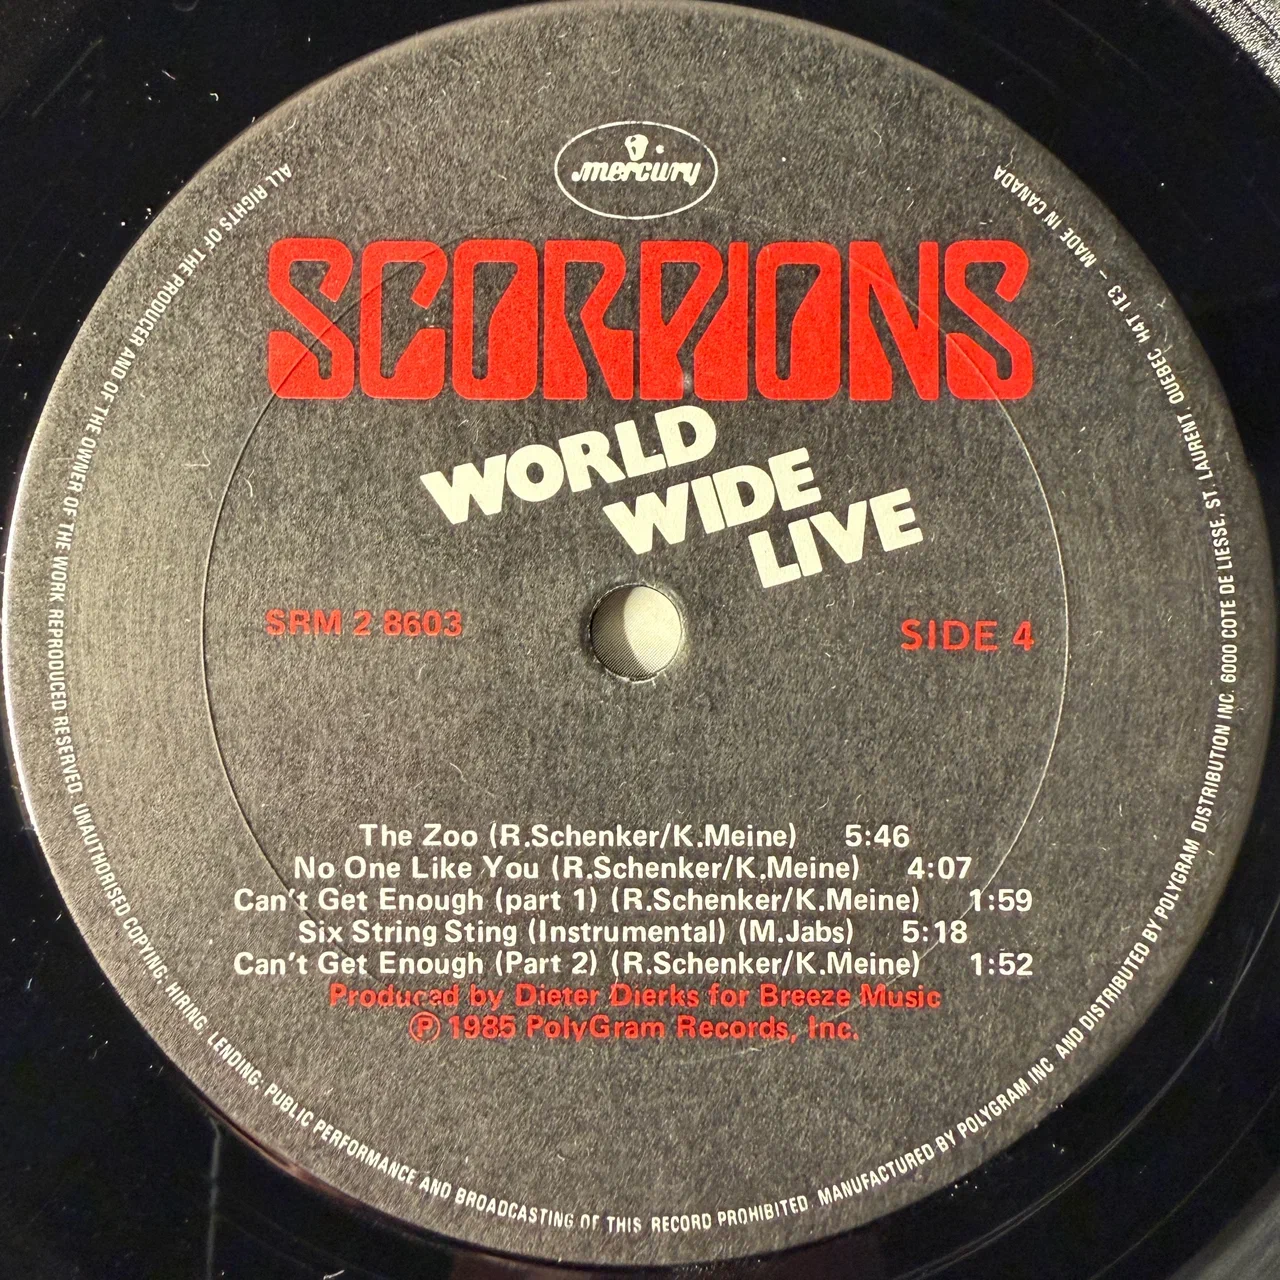 mercury
SCORPIONS
WORLD
WIDE
LIVE
SRM 2 8603
SIDE 4
The Zoo (R.Schenker/K.Meine) 5:46
No One Like You (R.Schenker/K.Meine) 4:07
Can't Get Enough (part 1) (R.Schenker/K.Meine) 1:59
Six String Sting (Instrumental) (M.Jabs) 5:18
Can't Get Enough (Part 2) (R.Schenker/K.Meine) 1:52
Produced by Dieter Dierks for Breeze Music
Ⓟ 1985 PolyGram Records, Inc.
ALL RIGHTS OF THE PRODUCER AND OF THE OWNER OF THE WORK REPRODUCED RESERVED. UNAUTHORISED COPYING; HIRING; LENDING; PUBLIC PERFORMANCE AND BROADCASTING OF THIS RECORD PROHIBITED. MANUFACTURED BY POLYGRAM INC. AND DISTRIBUTED BY POLYGRAM DISTRIBUTION INC. 6000 COTE DE LIESSE, ST. LAURENT, QUEBEC H4T 1E3 – MADE IN CANADA